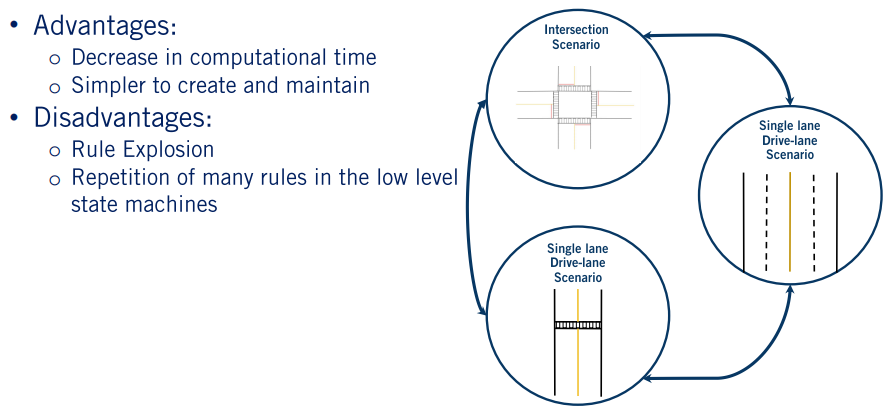 • Advantages:
o Decrease in computational time
o Simpler to create and maintain
• Disadvantages:
o Rule Explosion
o Repetition of many rules in the low level
state machines
Intersection
Scenario
Single lane
Drive-lane
Scenario
Single lane
Drive-lane
Scenario